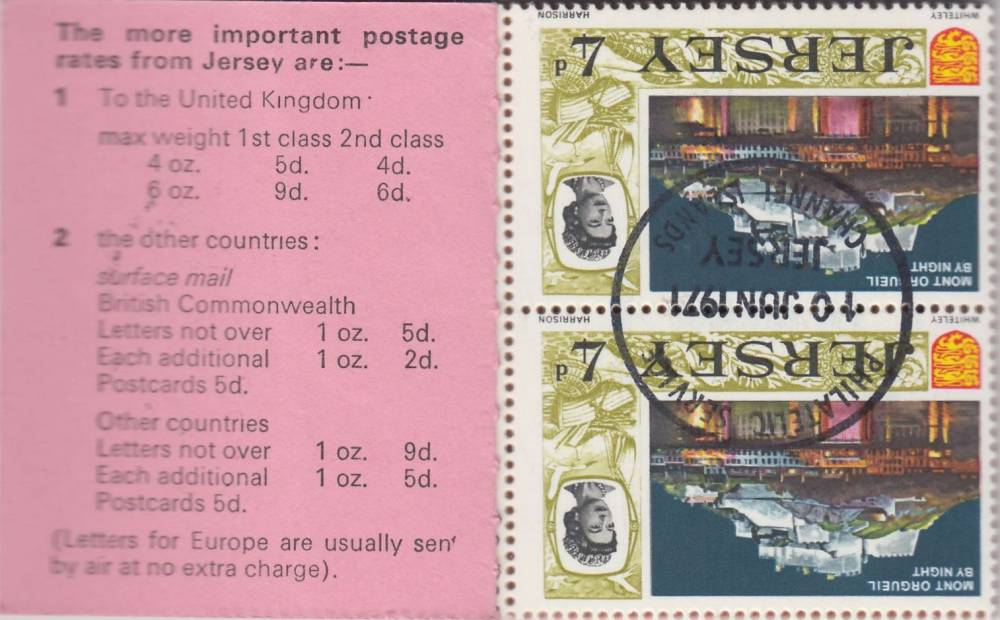 The more important postage
rates from Jersey are:—
1 To the United Kingdom
max weight 1st class 2nd class
4 oz. 5d. 4d.
6 oz. 9d. 6d.
2 the other countries:
surface mail
British Commonwealth
Letters not over 1 oz. 5d.
Each additional 1 oz. 2d.
Postcards 5d.
Other countries
Letters not over 1 oz. 9d.
Each additional 1 oz. 5d.
Postcards 5d.
(Letters for Europe are usually sen
by air at no extra charge).
MONT ORGUEIL
BY NIGHT
JERSEY 4d
WHITELEY HARRISON
MONT ORGUEIL
BY NIGHT
JERSEY 4d
WHITELEY HARRISON
PHILATELIC SERVICE
10 JUN 1971
JERSEY
CHANNEL ISLANDS